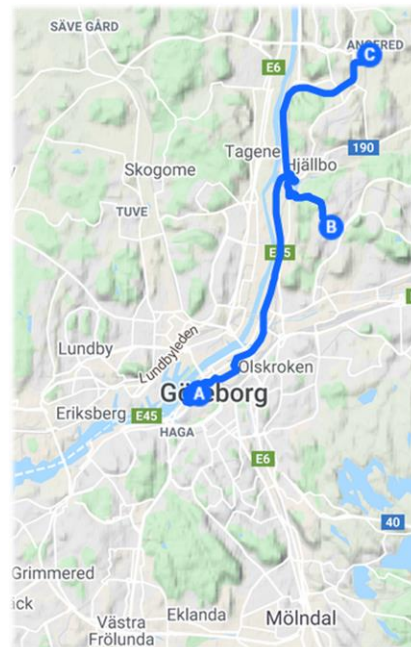 SÄVE GÅRD
C
E6
190
Tagene
Hjällbo
Skogome
TUVE
B
Lundbyleden
Lundby
Olskroken
A
Göteborg
Eriksberg
E45
HAGA
E6
40
Grimmered
Eklanda
Västra
Frölunda
Mölndal